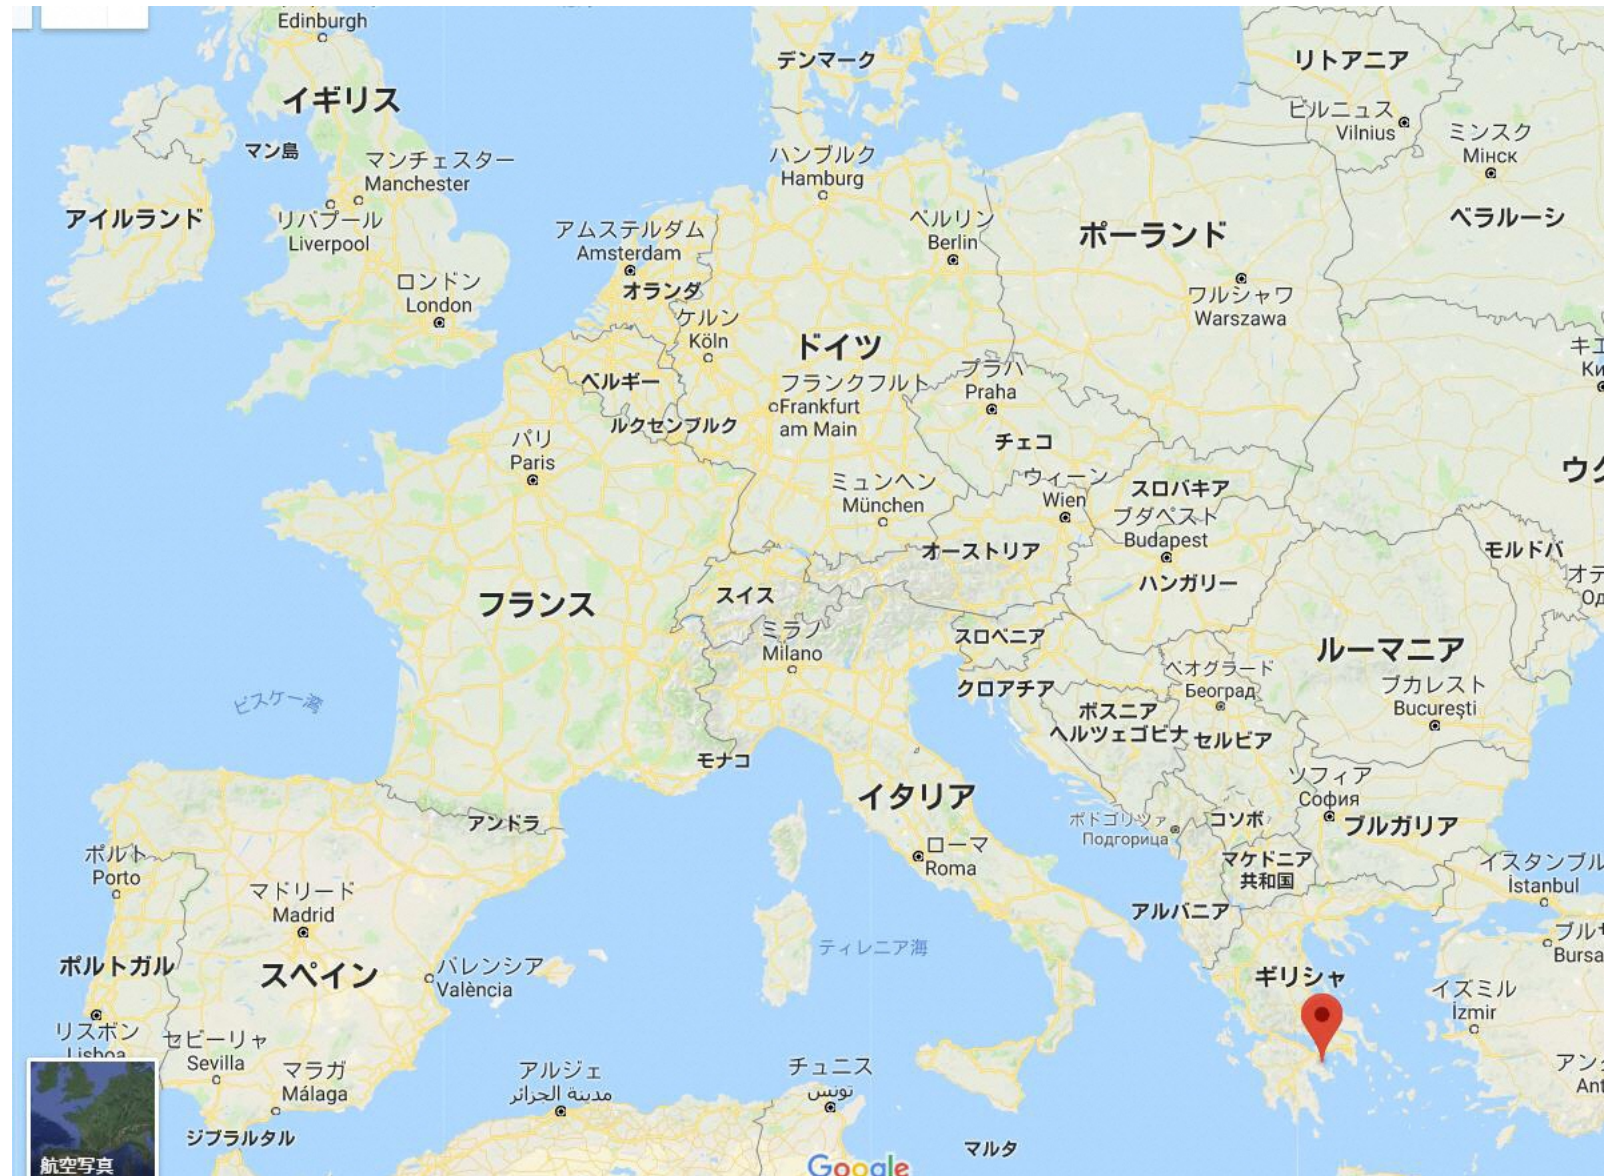 Edinburgh
イギリス
デンマーク
リトアニア
ビルニュス
Vilnius
ミンスク
Мінск
マン島
マンチェスター
Manchester
ハンブルク
Hamburg
アイルランド
リバプール
Liverpool
アムステルダム
Amsterdam
ベルリン
Berlin
ポーランド
ベラルーシ
ロンドン
London
オランダ
ワルシャワ
Warszawa
ケルン
Köln
ドイツ
ベルギー
フランクフルト
Frankfurt
am Main
プラハ
Praha
ルクセンブルク
チェコ
パリ
Paris
ミュンヘン
München
ウィーン
Wien
スロバキア
ブダペスト
Budapest
オーストリア
ハンガリー
モルドバ
フランス
スイス
ミラノ
Milano
スロベニア
ルーマニア
クロアチア
ベオグラード
Београд
ブカレスト
București
ビスケー湾
ボスニア
ヘルツェゴビナ
セルビア
モナコ
イタリア
ソフィア
София
アンドラ
ポドゴリツァ
Подгорица
コソボ
ブルガリア
ローマ
Roma
マケドニア
共和国
イスタンブル
İstanbul
ポルト
Porto
マドリード
Madrid
アルバニア
ティレニア海
Bursa
ポルトガル
スペイン
バレンシア
València
ギリシャ
イズミル
İzmir
リスボン
Lisboa
セビーリャ
Sevilla
マラガ
Málaga
アルジェ
مدينة الجزائر
チュニス
تونس
ジブラルタル
マルタ
航空写真
Google